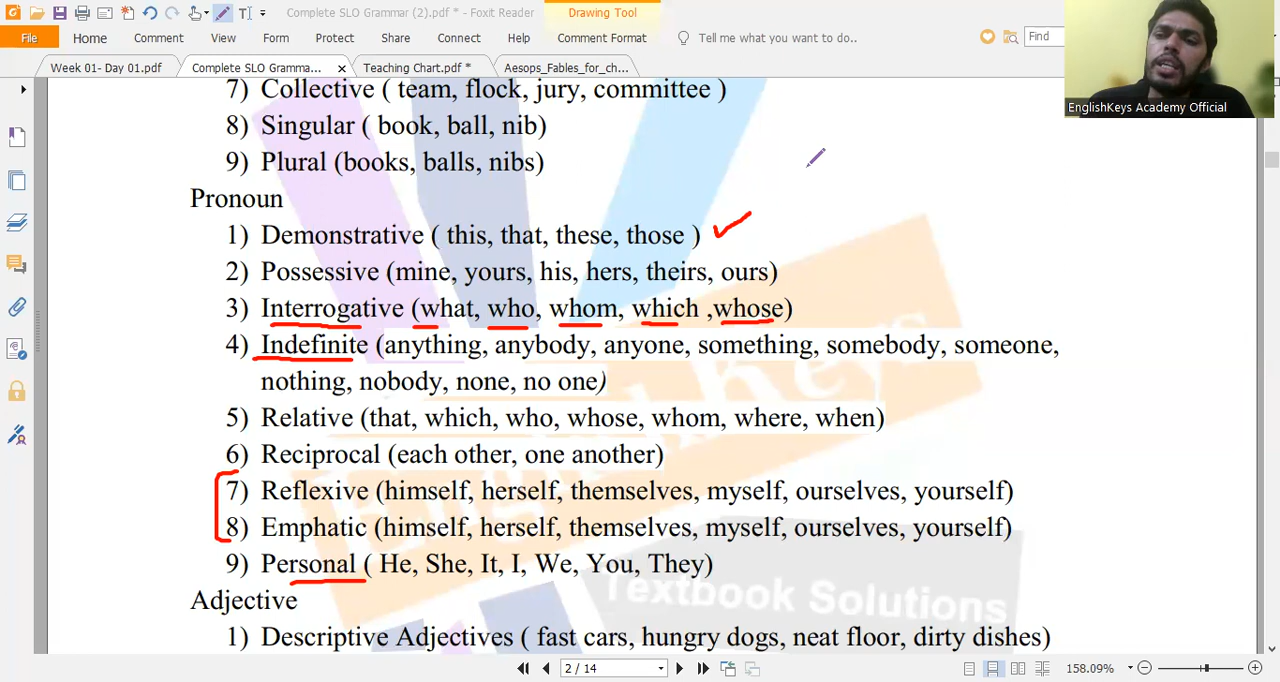 Complete SLO Grammar (2).pdf * - Foxit Reader
Drawing Tool
File
Home
Comment
View
Form
Protect
Share
Connect
Help
Comment Format
Tell me what you want to do..
Find
Week 01- Day 01.pdf
Complete SLO Gramma... ×
Teaching Chart.pdf *
Aesops_Fables_for_ch...
EnglishKeys Academy Official
7) Collective ( team, flock, jury, committee )
8) Singular ( book, ball, nib)
9) Plural (books, balls, nibs)
Pronoun
1) Demonstrative ( this, that, these, those )
2) Possessive (mine, yours, his, hers, theirs, ours)
3) Interrogative (what, who, whom, which ,whose)
4) Indefinite (anything, anybody, anyone, something, somebody, someone,
nothing, nobody, none, no one)
5) Relative (that, which, who, whose, whom, where, when)
6) Reciprocal (each other, one another)
7) Reflexive (himself, herself, themselves, myself, ourselves, yourself)
8) Emphatic (himself, herself, themselves, myself, ourselves, yourself)
9) Personal ( He, She, It, I, We, You, They)
Textbook Solutions
Adjective
1) Descriptive Adjectives ( fast cars, hungry dogs, neat floor, dirty dishes)
2 / 14
158.09%